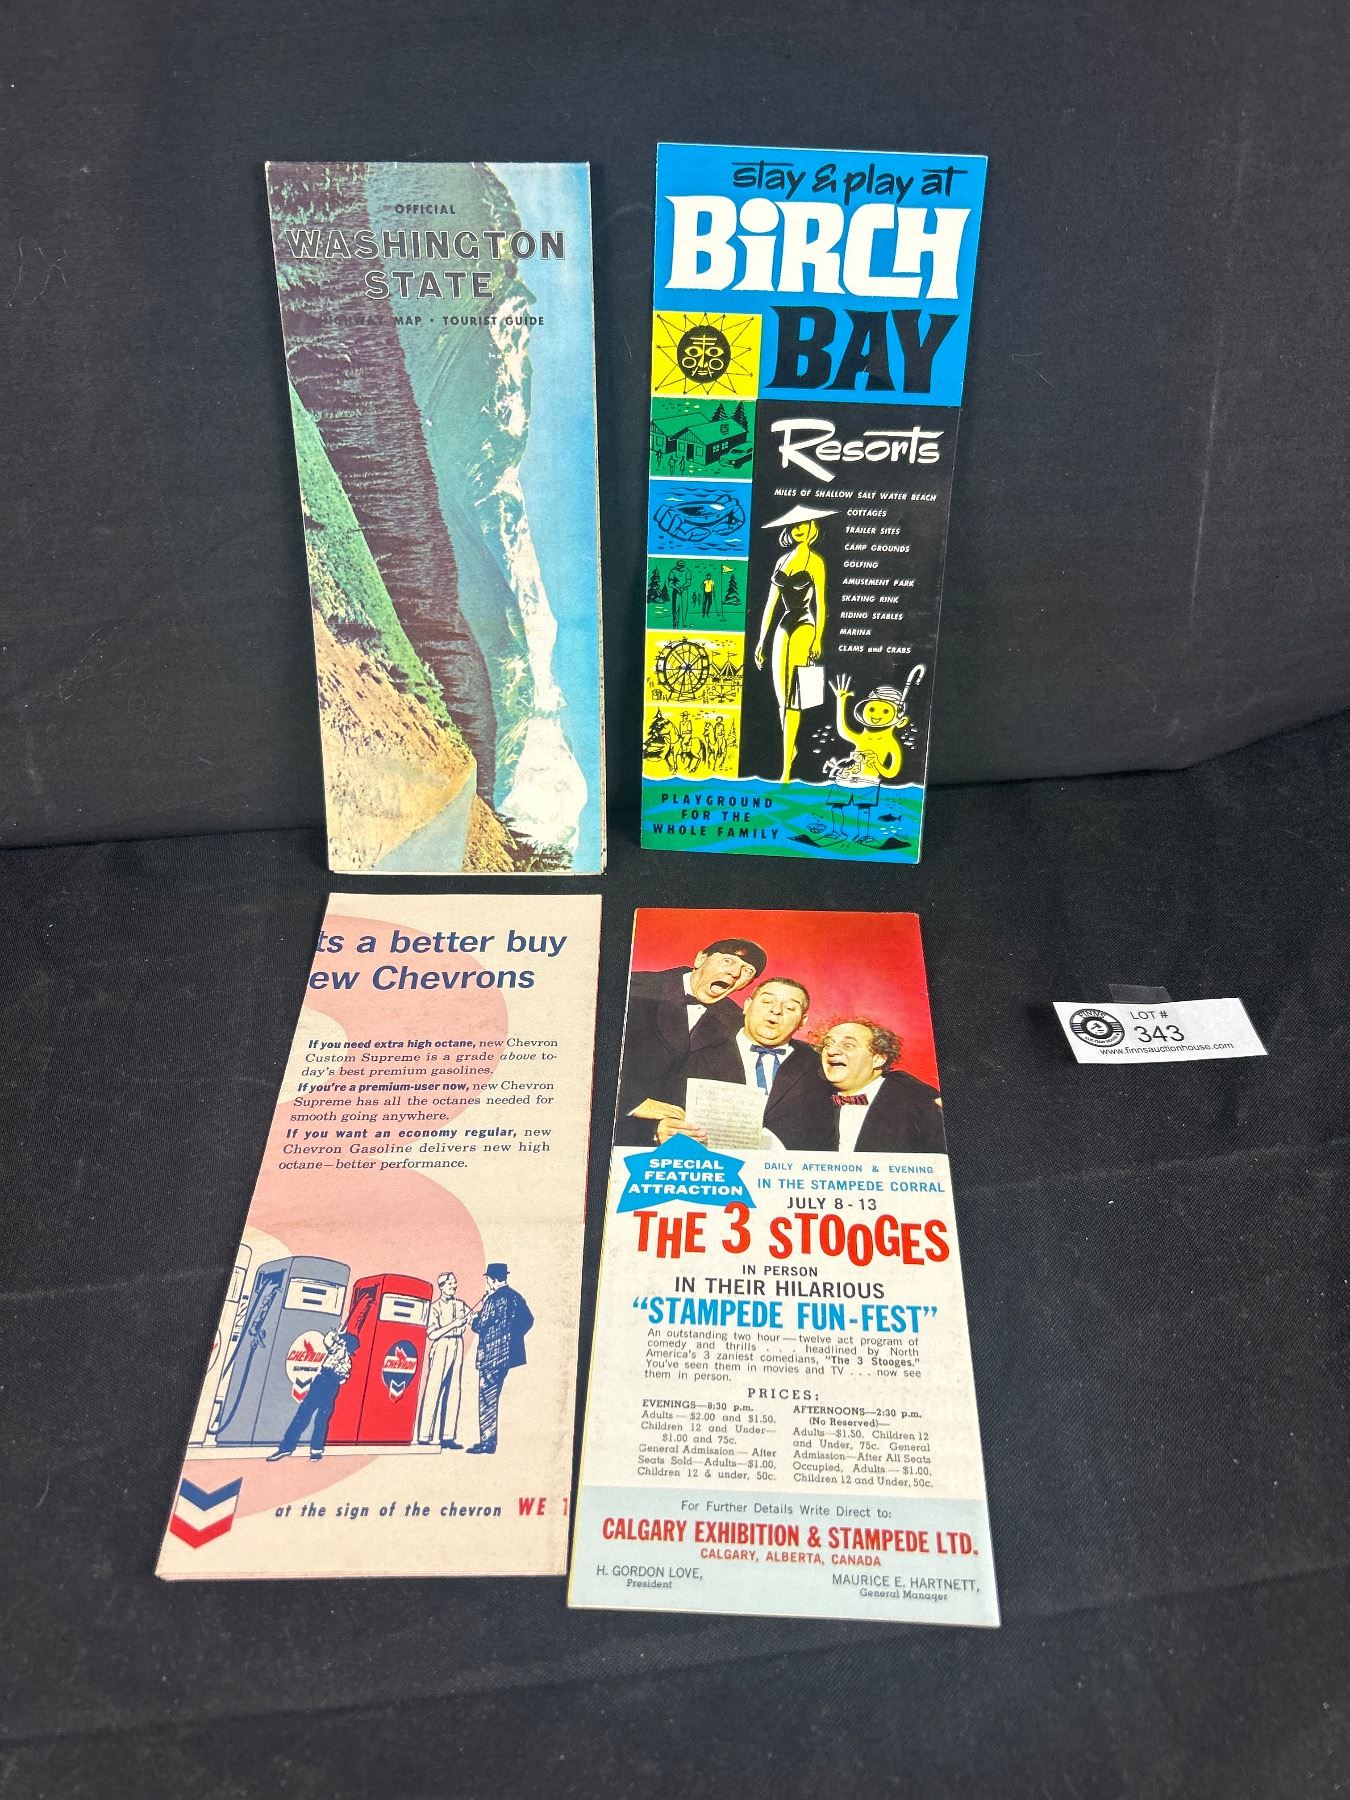 OFFICIAL
WASHINGTON
STATE
HIGHWAY MAP • TOURIST GUIDE
stay & play at
BiRCH
BAY
Resorts
MILES OF SHALLOW SALT WATER BEACH
COTTAGES
TRAILER SITES
CAMP GROUNDS
GOLFING
AMUSEMENT PARK
SKATING RINK
RIDING STABLES
MARINA
CLAMS and CRABS
PLAYGROUND
FOR THE
WHOLE FAMILY
ts a better buy
ew Chevrons
If you need extra high octane, new Chevron
Custom Supreme is a grade above to-
day's best premium gasolines.
If you're a premium-user now, new Chevron
Supreme has all the octanes needed for
smooth going anywhere.
If you want an economy regular, new
Chevron Gasoline delivers new high
octane—better performance.
CHEVRON
SUPREME
CHEVRON
at the sign of the chevron WE T
SPECIAL
FEATURE
ATTRACTION
DAILY AFTERNOON & EVENING
IN THE STAMPEDE CORRAL
JULY 8 - 13
THE 3 STOOGES
IN PERSON
IN THEIR HILARIOUS
"STAMPEDE FUN-FEST"
An outstanding two hour — twelve act program of
comedy and thrills . . . headlined by North
America's 3 zaniest comedians, "The 3 Stooges."
You've seen them in movies and TV . . . now see
them in person.
PRICES:
EVENINGS—8:30 p.m.
Adults — $2.00 and $1.50.
Children 12 and Under—
$1.00 and 75c.
General Admission — After
Seats Sold—Adults—$1.00,
Children 12 & under, 50c.
AFTERNOONS—2:30 p.m.
(No Reserved)—
Adults—$1.50. Children 12
and Under, 75c. General
Admission—After All Seats
Occupied, Adults — $1.00,
Children 12 and Under, 50c.
For Further Details Write Direct to:
CALGARY EXHIBITION & STAMPEDE LTD.
CALGARY, ALBERTA, CANADA
H. GORDON LOVE,
President
MAURICE E. HARTNETT,
General Manager
FINNS
LOT #
343
www.finnsauctionhouse.com